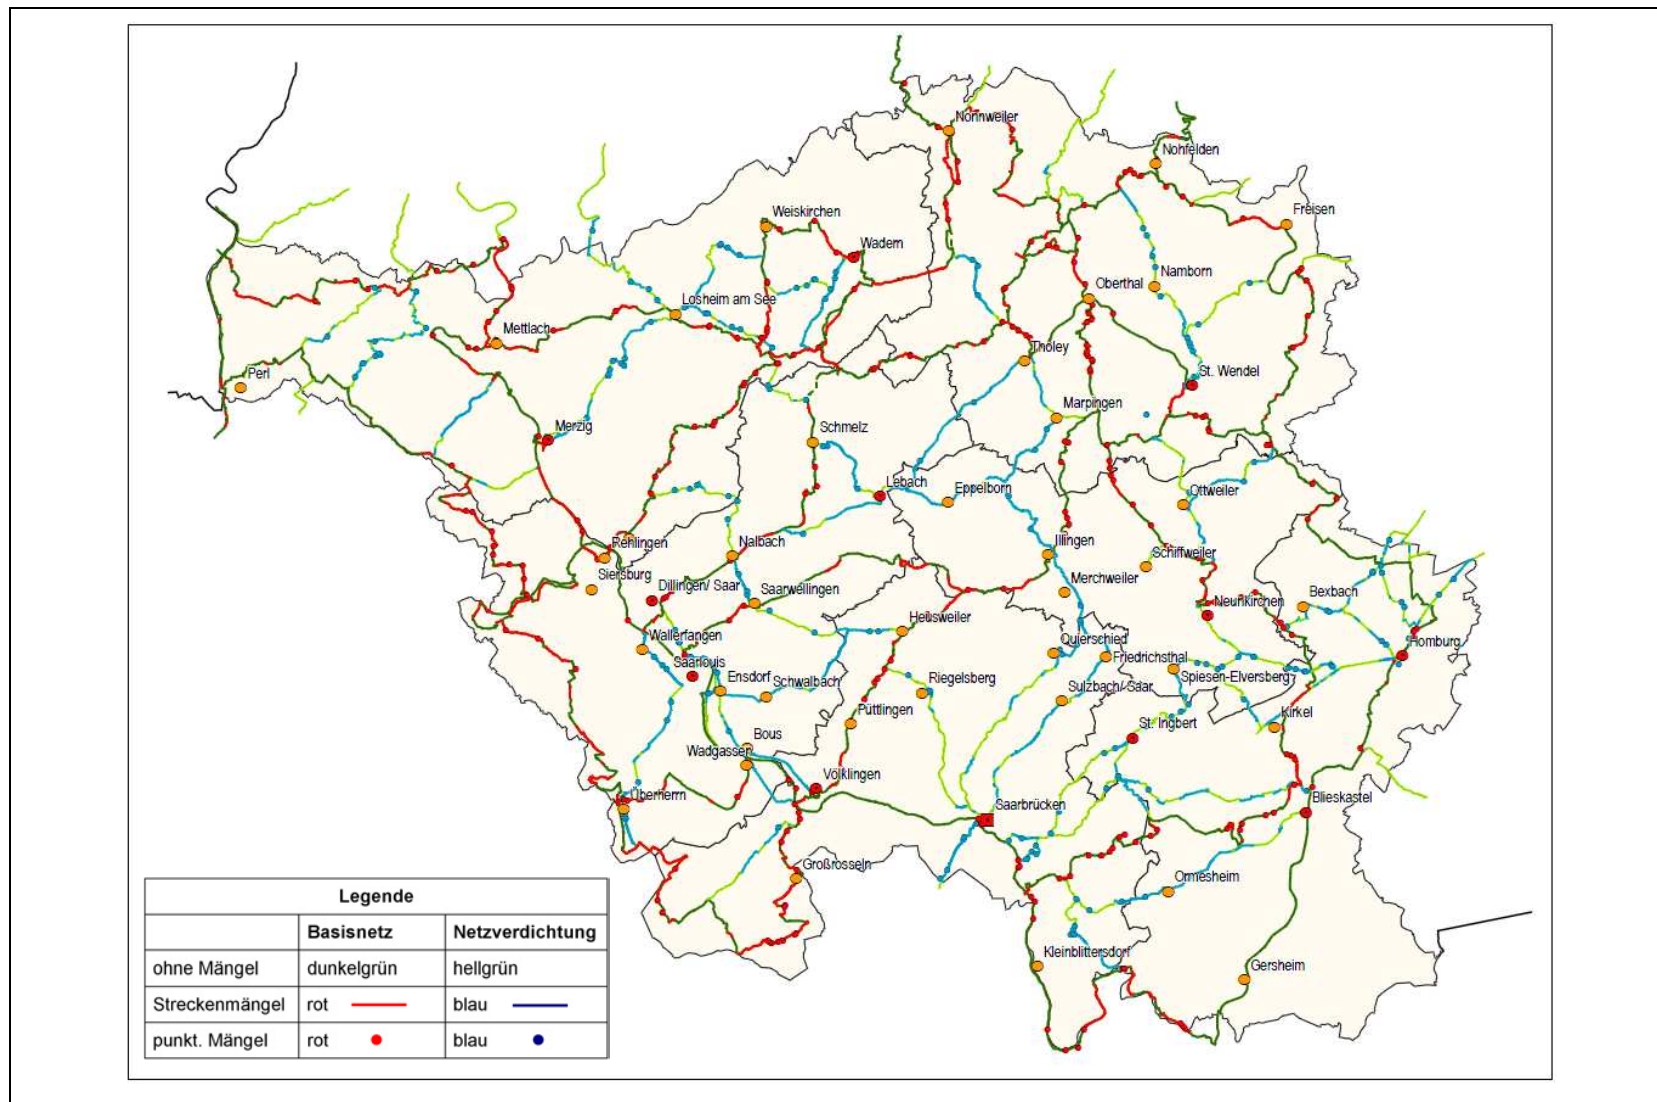 Nonnweiler
Nohfelden
Weiskirchen
Freisen
Wadern
Namborn
Oberthal
Losheim am See
Mettlach
Tholey
St. Wendel
Perl
Marpingen
Merzig
Schmelz
Lebach
Eppelborn
Ottweiler
Rehlingen
Nalbach
Illingen
Schiffweiler
Siersburg
Dillingen/ Saar
Saarwellingen
Merchweiler
Neunkirchen
Bexbach
Wallerfangen
Heusweiler
Quierschied
Friedrichsthal
Homburg
Saarlouis
Ensdorf
Schwalbach
Riegelsberg
Sulzbach/ Saar
Spiesen-Elversberg
Püttlingen
St. Ingbert
Kirkel
Bous
Wadgassen
Völklingen
Überherrn
Saarbrücken
Blieskastel
Großrosseln
Ormesheim
Kleinblittersdorf
Gersheim
Legende
Basisnetz Netzverdichtung
ohne Mängel dunkelgrün hellgrün
Streckenmängel rot blau
punkt. Mängel rot blau